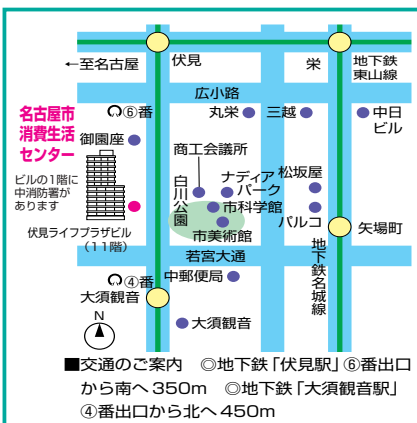 ←至名古屋
伏見
栄
地下鉄
東山線
広小路
名古屋市
消費生活
センター
⑥番
丸栄
三越
中日
ビル
御園座
商工会議所
ナディア
パーク
松坂屋
白川公園
市科学館
ビルの1階に
中消防署が
あります
パルコ
矢場町
市美術館
伏見ライフプラザビル
(11階)
若宮大通
地下鉄名城線
④番
中郵便局
大須観音
N
大須観音
■交通のご案内 ◎地下鉄「伏見駅」⑥番出口
から南へ350m ◎地下鉄「大須観音駅」
④番出口から北へ450m